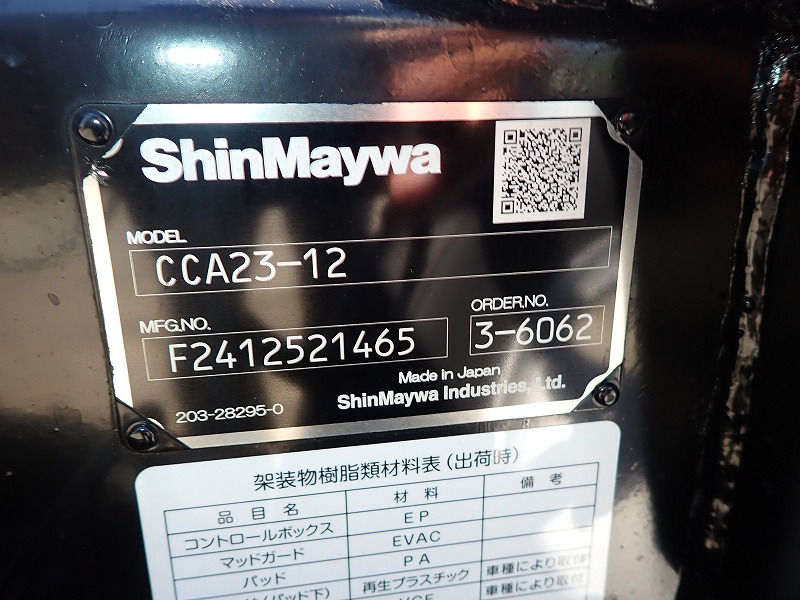 ShinMaywa
MODEL
CCA23-12
MFG.NO. ORDER.NO.
F2412521465 3-6062
Made in Japan
203-28295-0 ShinMaywa Industries, Ltd.
架装物樹脂類材料表(出荷時)
品目名 材料 備考
コントロールボックス EP
マッドガード EVAC
パッド PA 車種により取付
(パッド下) 再生プラスチック 車種により取付